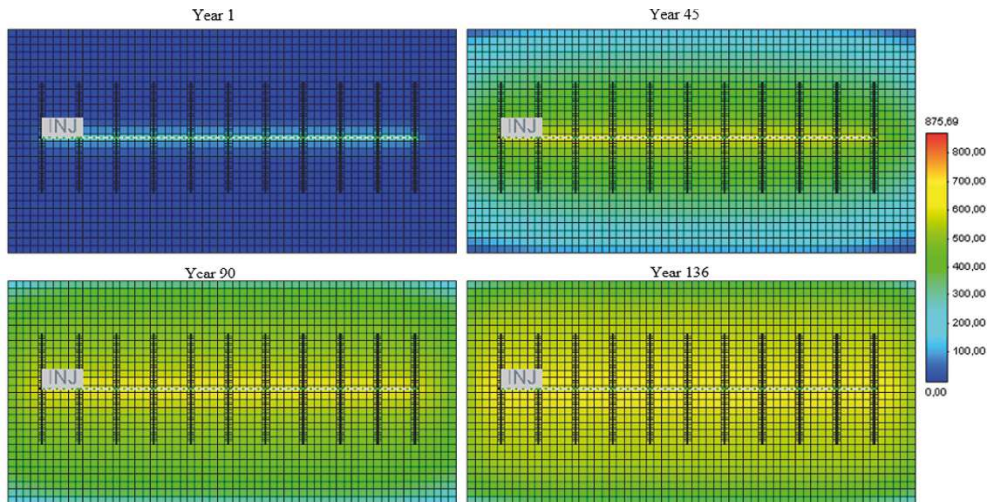 Year 1
Year 45
INJ
INJ
875,69
800,00
700,00
600,00
500,00
400,00
300,00
200,00
100,00
0,00
Year 90
Year 136
INJ
INJ